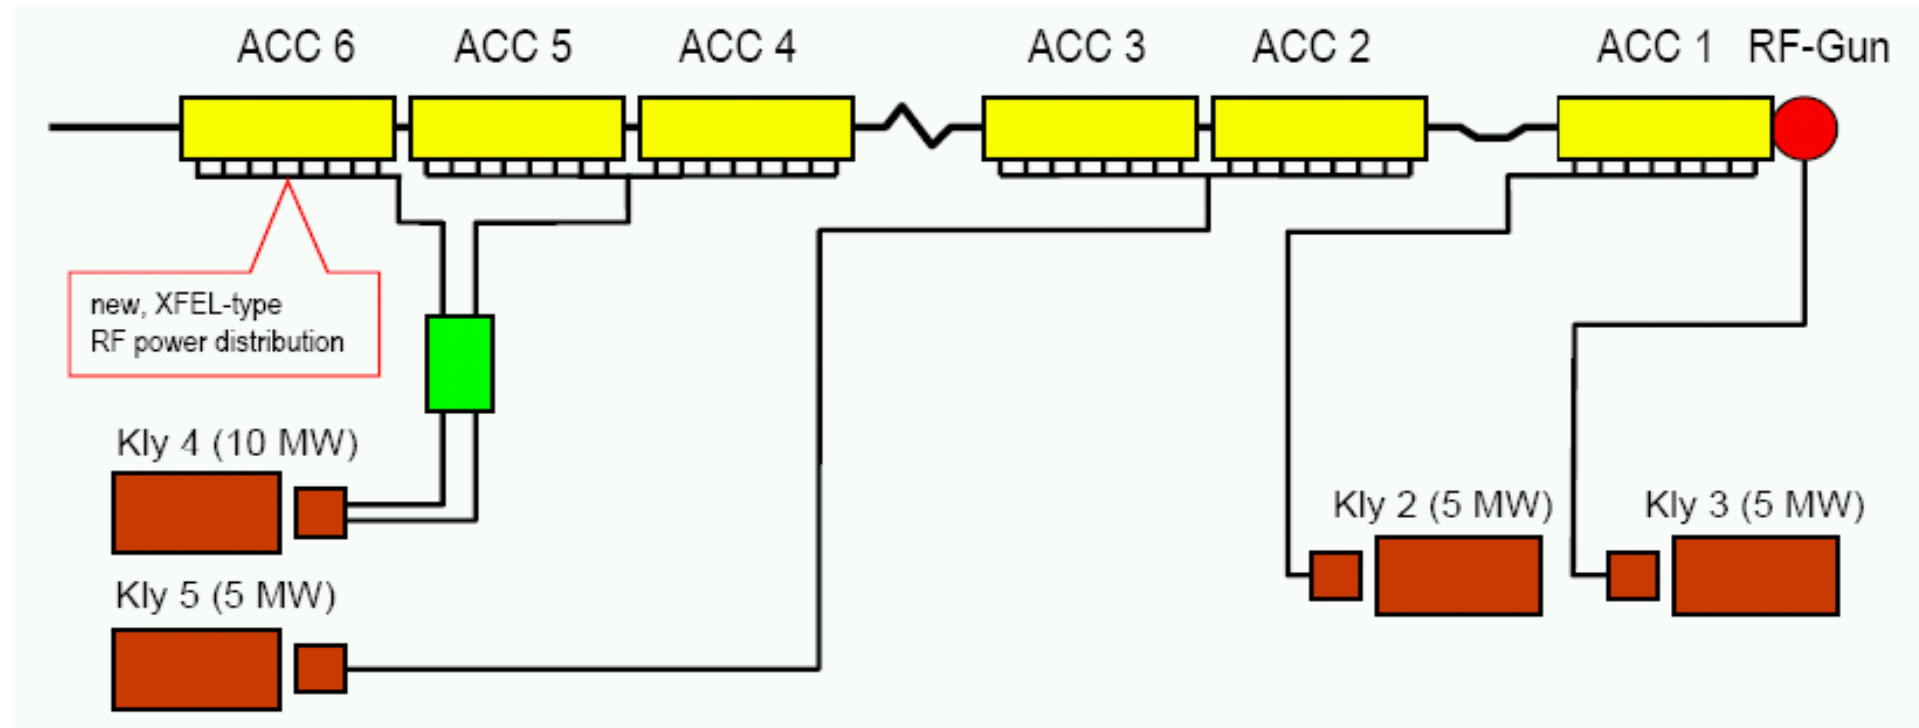 ACC 6 ACC 5 ACC 4 ACC 3 ACC 2 ACC 1 RF-Gun
new, XFEL-type
RF power distribution
Kly 4 (10 MW)
Kly 2 (5 MW) Kly 3 (5 MW)
Kly 5 (5 MW)